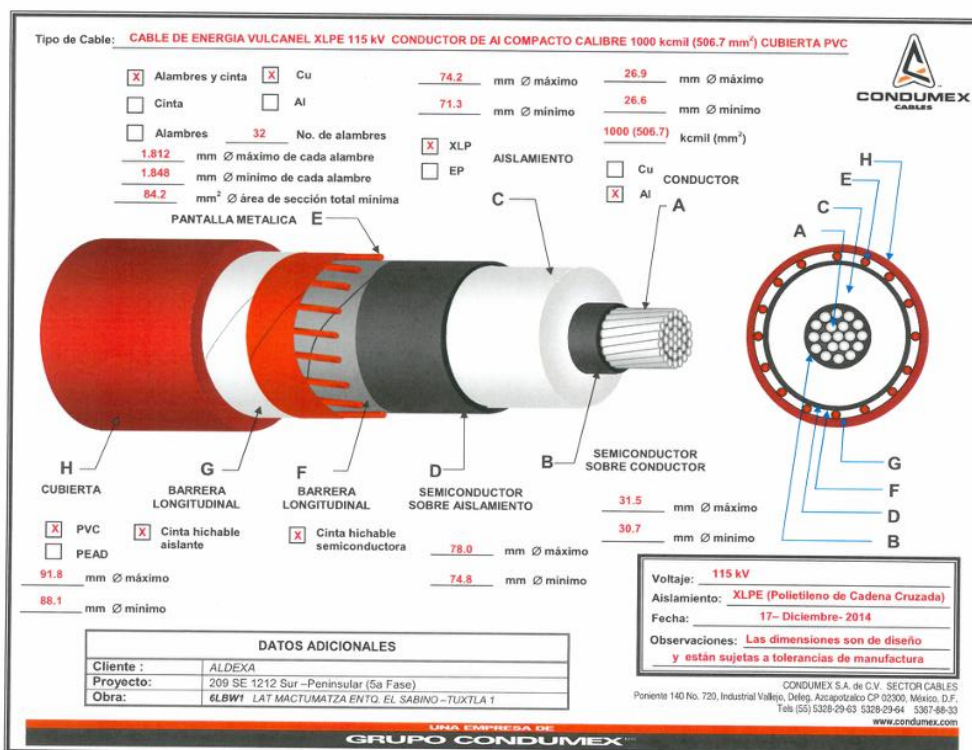 Tipo de Cable: CABLE DE ENERGIA VULCANEL XLPE 115 kV CONDUCTOR DE Al COMPACTO CALIBRE 1000 kcmil (506.7 mm²) CUBIERTA PVC
CONDUMEX
CABLES
X Alambres y cinta X Cu
Cinta Al
Alambres 32 No. de alambres
1.812 mm Ø máximo de cada alambre
1.848 mm Ø mínimo de cada alambre
84.2 mm² Ø área de sección total mínima
PANTALLA METALICA E
74.2 mm Ø máximo
71.3 mm Ø mínimo
X XLP
EP
AISLAMIENTO
C
26.9 mm Ø máximo
26.6 mm Ø mínimo
1000 (506.7) kcmil (mm²)
Cu
X Al
CONDUCTOR
A
H
E
C
A
G
F
D
B
H
CUBIERTA
X PVC
PEAD
91.8 mm Ø máximo
88.1 mm Ø mínimo
G
BARRERA
LONGITUDINAL
X Cinta hichable
aislante
F
BARRERA
LONGITUDINAL
X Cinta hichable
semiconductora
D
SEMICONDUCTOR
SOBRE AISLAMIENTO
78.0 mm Ø máximo
74.8 mm Ø mínimo
B
SEMICONDUCTOR
SOBRE CONDUCTOR
31.5 mm Ø máximo
30.7 mm Ø mínimo
Voltaje: 115 kV
Aislamiento: XLPE (Polietileno de Cadena Cruzada)
Fecha: 17– Diciembre- 2014
Observaciones: Las dimensiones son de diseño
y están sujetas a tolerancias de manufactura
DATOS ADICIONALES
Cliente : ALDEXA
Proyecto: 209 SE 1212 Sur –Peninsular (5a Fase)
Obra: 6LBW1 LAT MACTUMATZA ENTQ. EL SABINO –TUXTLA 1
CONDUMEX S.A. de C.V. SECTOR CABLES
Poniente 140 No. 720, Industrial Vallejo, Deleg. Azcapotzalco CP 02300, México, D.F.
Tels (55) 5328-29-63 5328-29-64 5367-88-33
www.condumex.com
UNA EMPRESA DE
GRUPO CONDUMEX